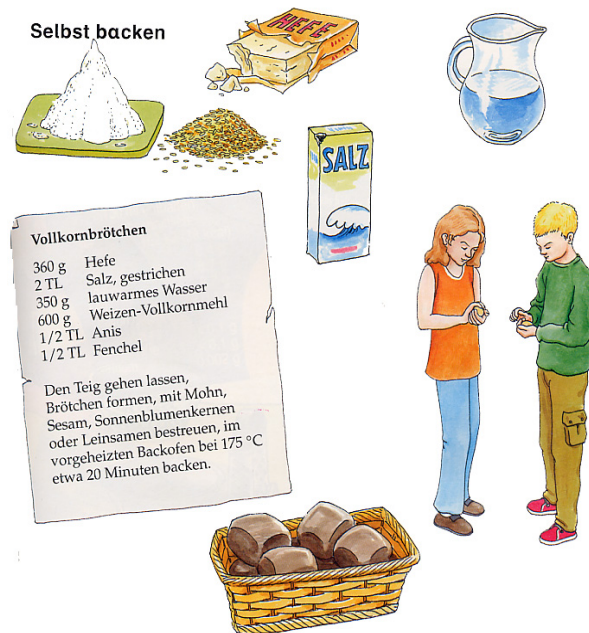 Selbst backen
HEFE
SALZ
Vollkornbrötchen
360 g Hefe
2 TL Salz, gestrichen
350 g lauwarmes Wasser
600 g Weizen-Vollkornmehl
1/2 TL Anis
1/2 TL Fenchel
Den Teig gehen lassen,
Brötchen formen, mit Mohn,
Sesam, Sonnenblumenkernen
oder Leinsamen bestreuen, im
vorgeheizten Backofen bei 175 °C
etwa 20 Minuten backen.